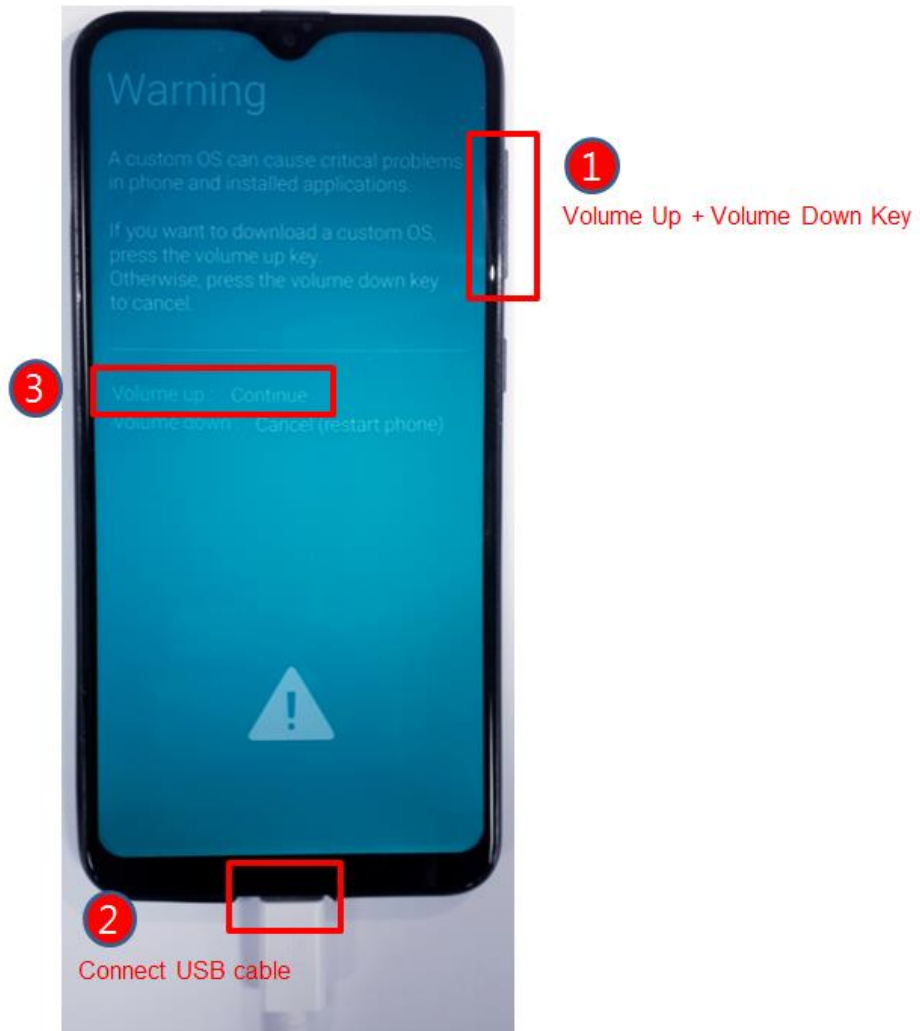 Warning
A custom OS can cause critical problems
in phone and installed applications.
If you want to download a custom OS,
press the volume up key.
Otherwise, press the volume down key
to cancel.
Volume up : Continue
Volume down : Cancel (restart phone)
1
Volume Up + Volume Down Key
3
2
Connect USB cable